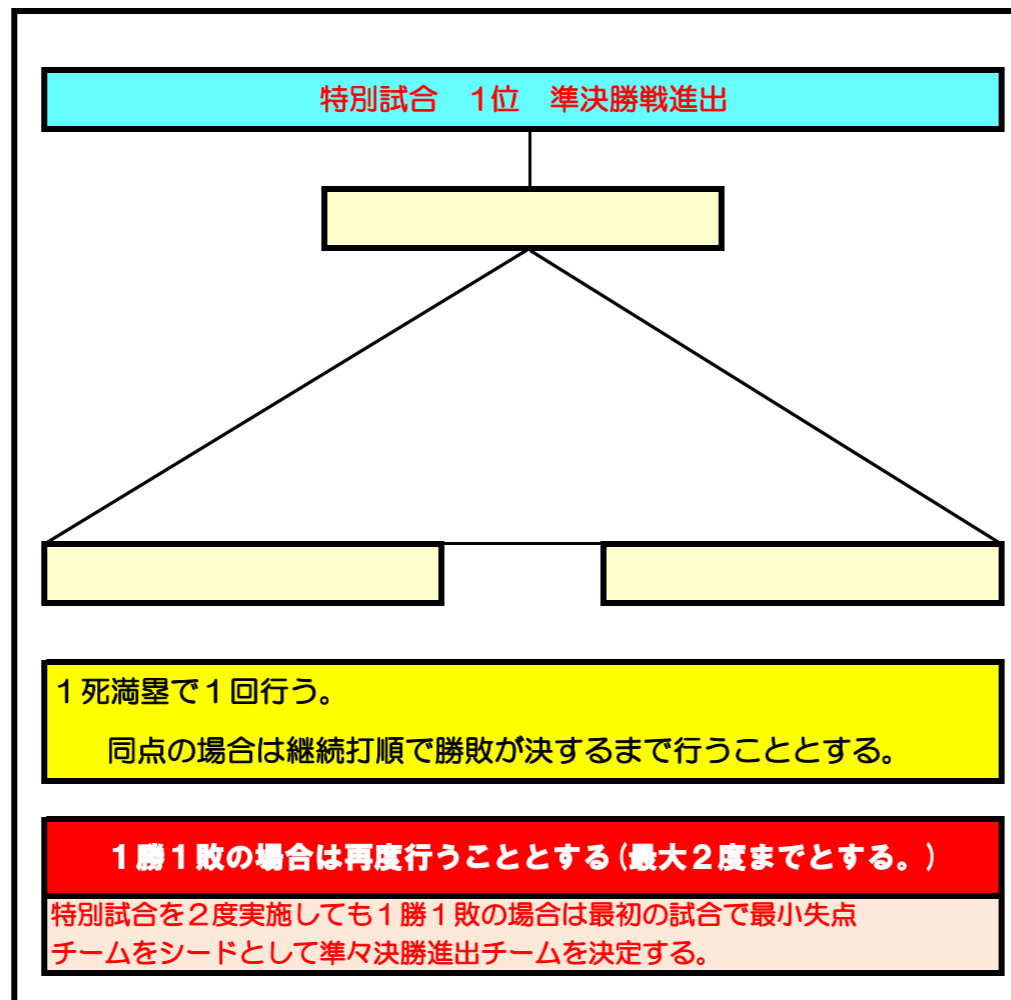 特別試合　1位　準決勝戦進出
１死満塁で１回行う。
同点の場合は継続打順で勝敗が決するまで行うこととする。
１勝１敗の場合は再度行うこととする(最大２度までとする。)
特別試合を２度実施しても１勝１敗の場合は最初の試合で最小失点
チームをシードとして準々決勝進出チームを決定する。